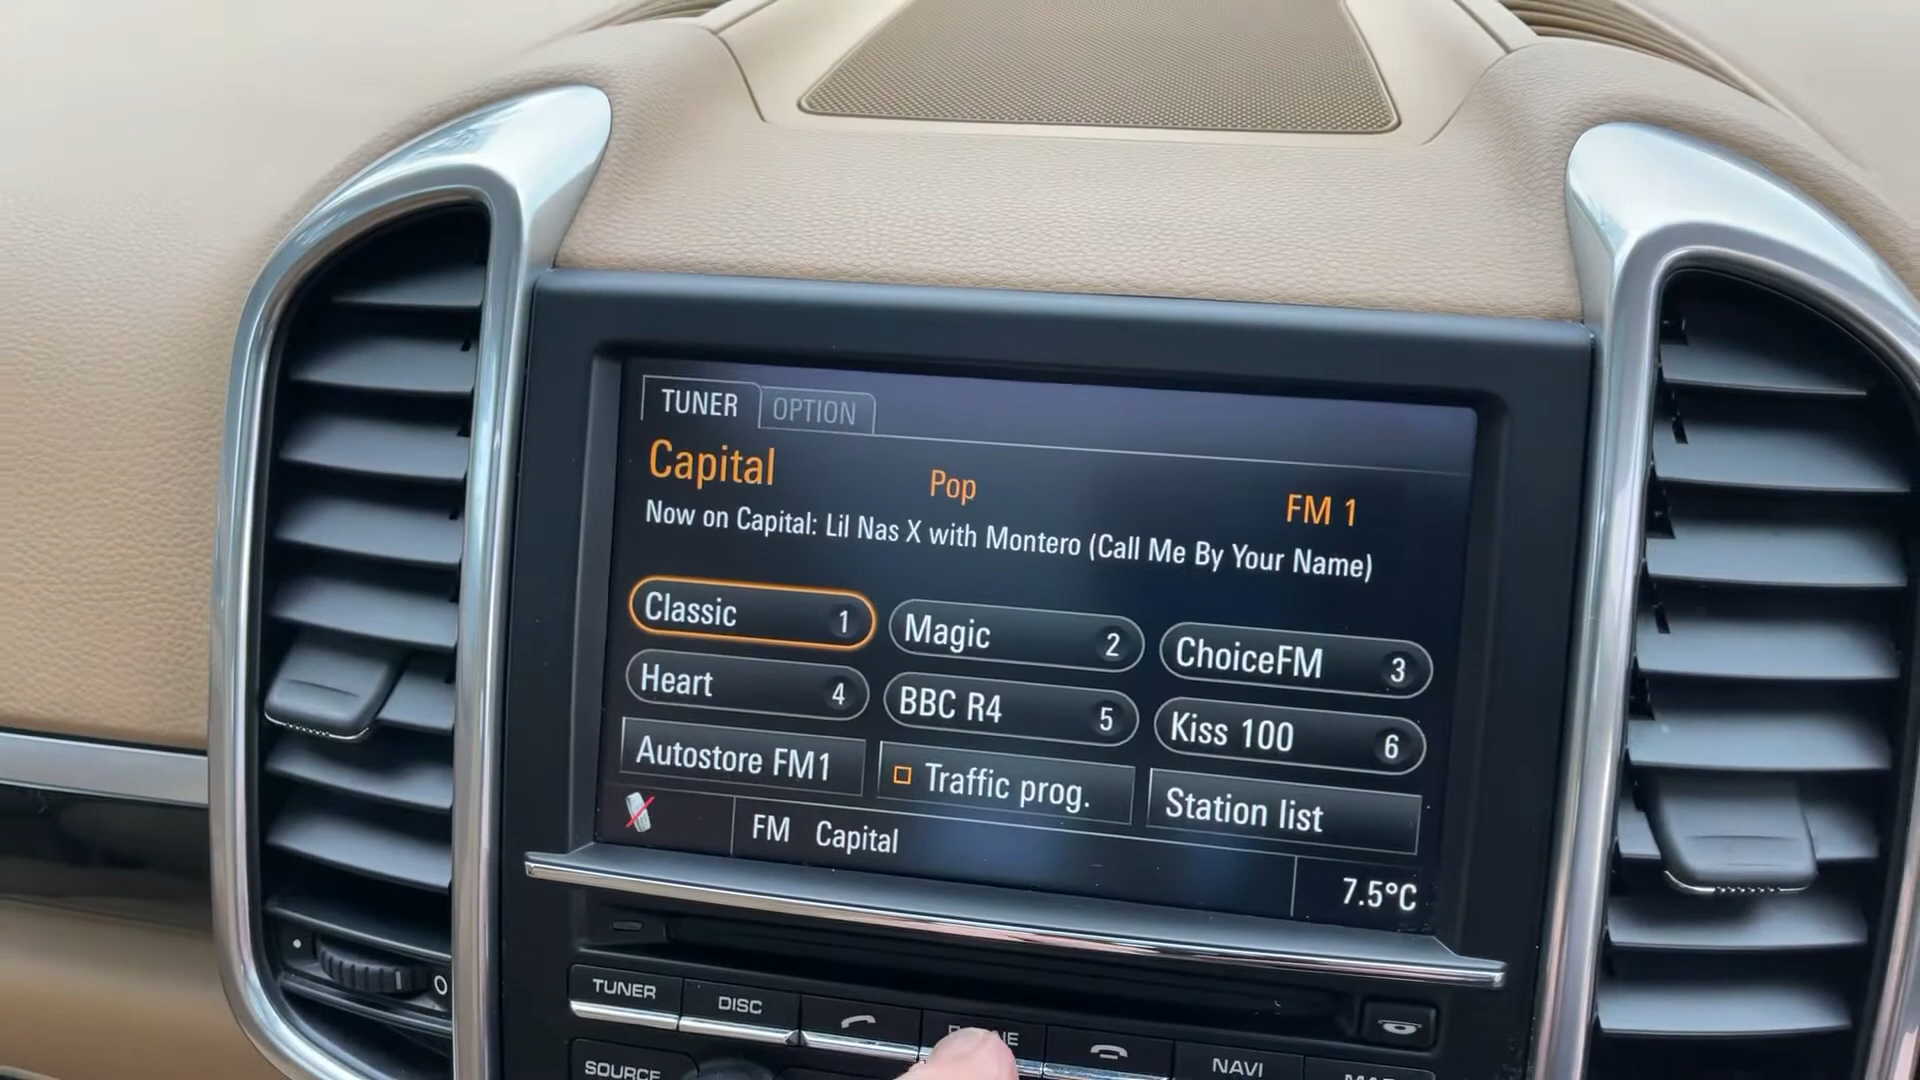 TUNER OPTION
Capital Pop FM 1
Now on Capital: Lil Nas X with Montero (Call Me By Your Name)
Classic 1 Magic 2 ChoiceFM 3
Heart 4 BBC R4 5 Kiss 100 6
Autostore FM1 Traffic prog. Station list
FM Capital
7.5°C
TUNER DISC NAVI
SOURCE